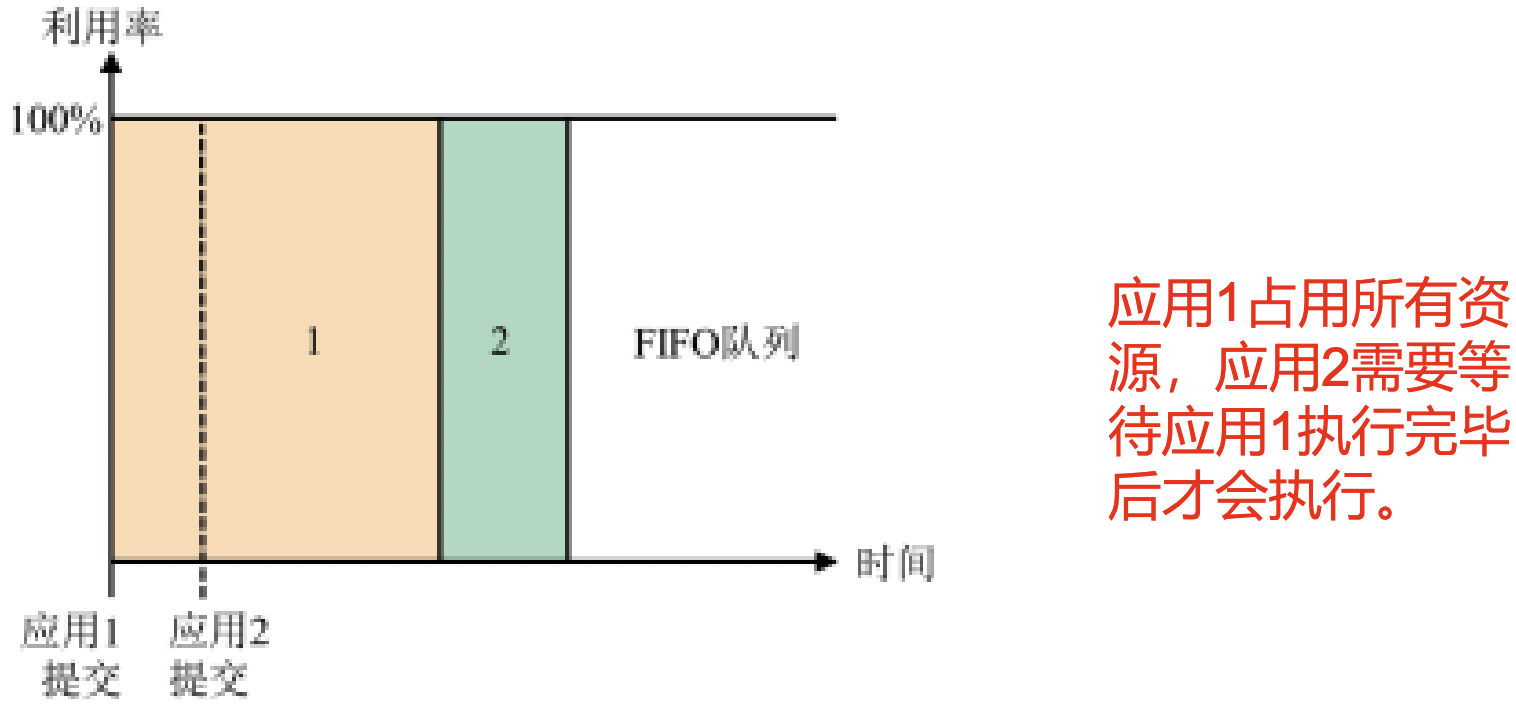 利用率
100%
1
2
FIFO队列
时间
应用1
提交
应用2
提交
应用1占用所有资
源，应用2需要等
待应用1执行完毕
后才会执行。